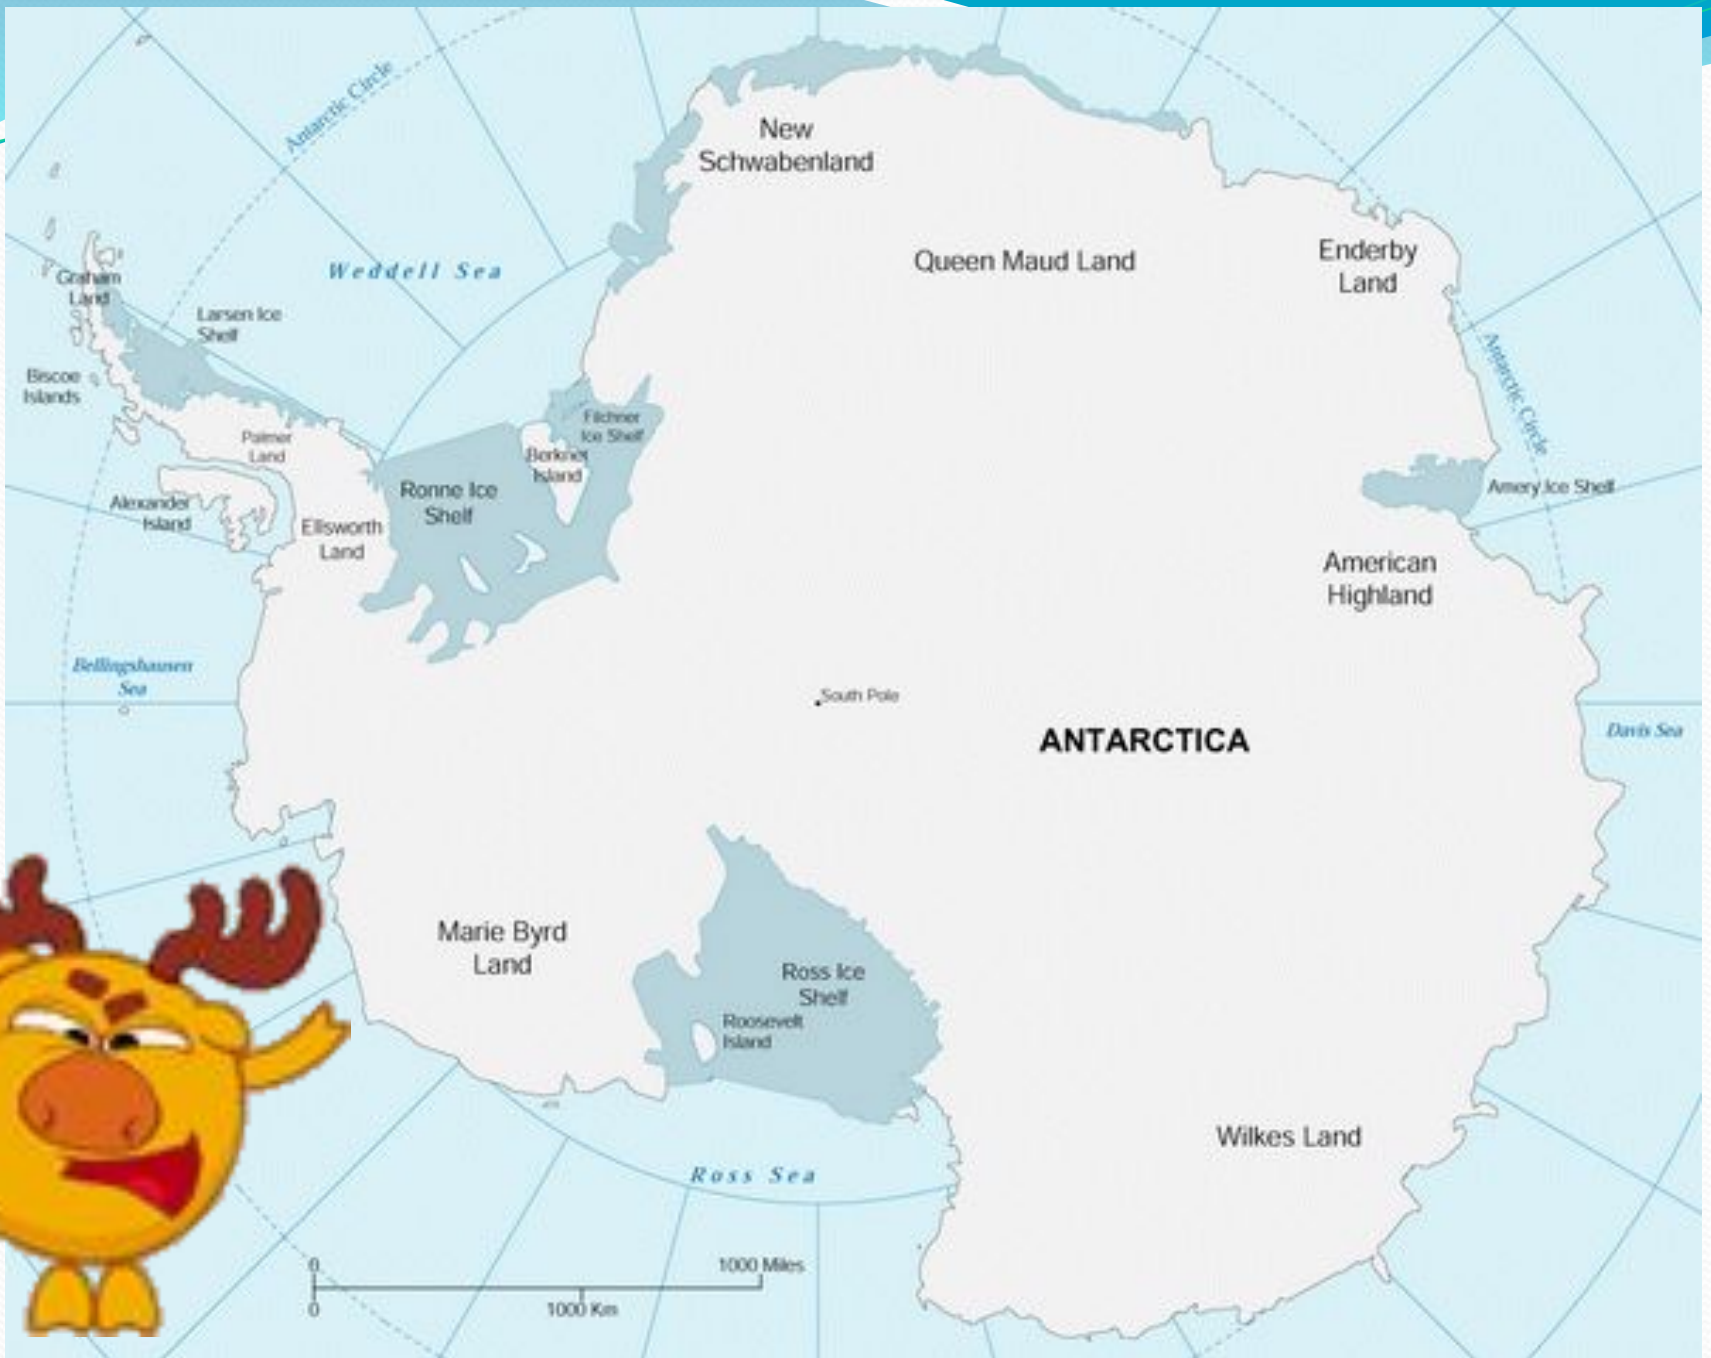 Antarctic Circle
New
Schwabenland
Queen Maud Land
Enderby
Land
Weddell Sea
Graham
Land
Larsen Ice
Shelf
Biscoe
Islands
Antarctic Circle
Filchner
Ice Shelf
Palmer
Land
Berkner
Island
Ronne Ice
Shelf
Amery Ice Shelf
Alexander
Island
Ellsworth
Land
American
Highland
Bellingshausen
Sea
South Pole
ANTARCTICA
Davis Sea
Marie Byrd
Land
Ross Ice
Shelf
Roosevelt
Island
Wilkes Land
Ross Sea
0
1000 Miles
0
1000 Km